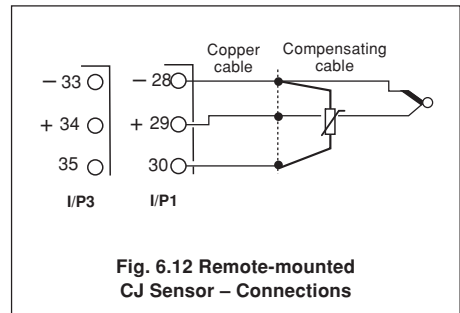 Copper cable
Compensating cable
– 33
– 28
+ 34
+ 29
35
30
I/P3
I/P1
Fig. 6.12 Remote-mounted
CJ Sensor – Connections